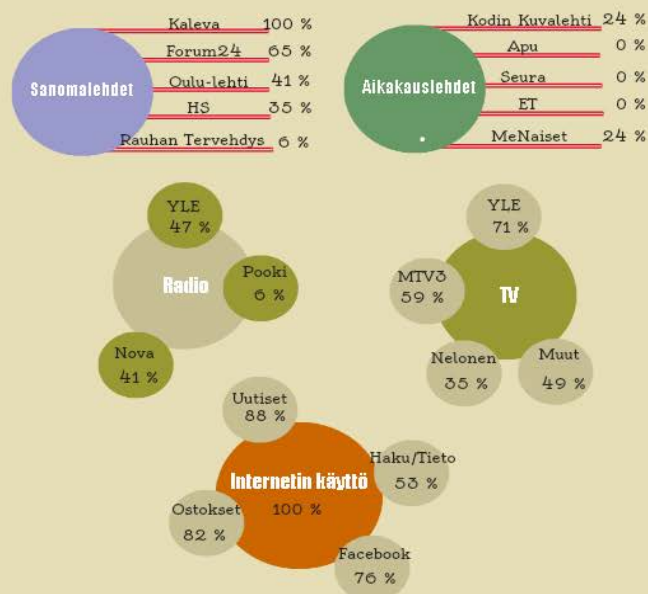 Sanomalehdet
Kaleva 100 %
Forum24 65 %
Oulu-lehti 41 %
HS 35 %
Rauhan Tervehdys 6 %
Aikakauslehdet
Kodin Kuvalehti 24 %
Apu 0 %
Seura 0 %
ET 0 %
MeNaiset 24 %
Radio
YLE
47 %
Pooki
6 %
Nova
41 %
TV
YLE
71 %
MTV3
59 %
Nelonen
35 %
Muut
49 %
Internetin käyttö
100 %
Uutiset
88 %
Haku/Tieto
53 %
Ostokset
82 %
Facebook
76 %